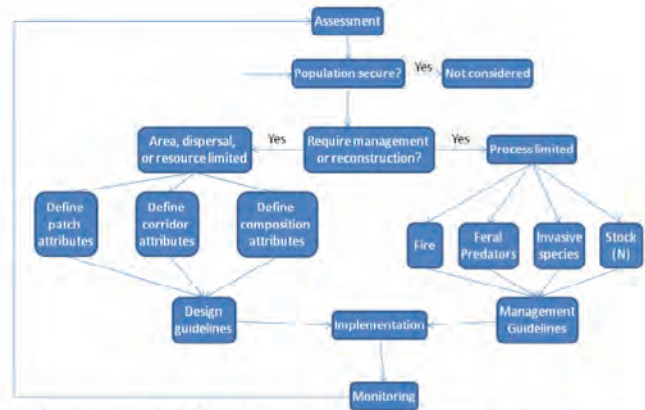 Assessment
Population secure?
Yes
Not considered
Area, dispersal,
or resource limited
Yes
Require management
or reconstruction?
Yes
Process limited
Define
patch
attributes
Define
corridor
attributes
Define
composition
attributes
Fire
Feral
Predators
Invasive
species
Stock
(N)
Design
guidelines
Implementation
Management
Guidelines
Monitoring